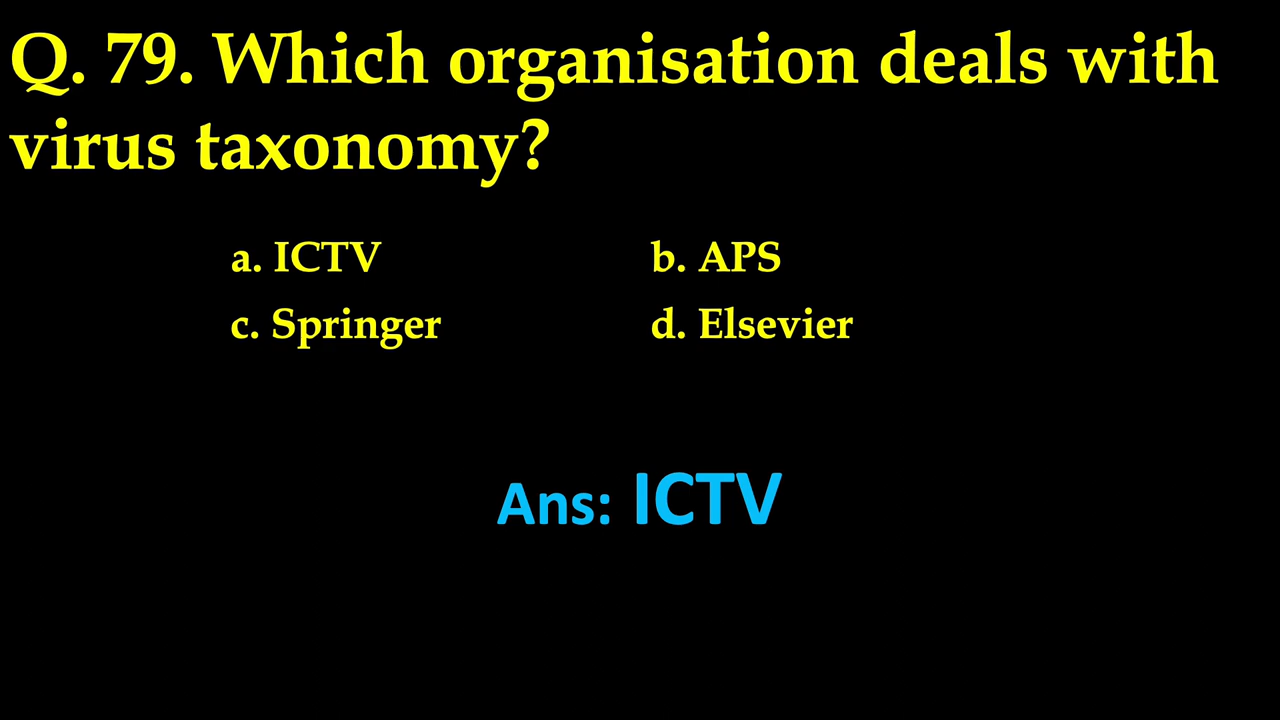 Q. 79. Which organisation deals with
virus taxonomy?
a. ICTV b. APS
c. Springer d. Elsevier
Ans: ICTV